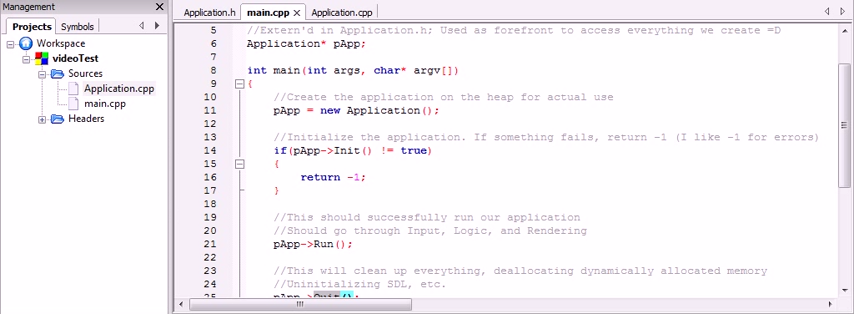 Management
Application.h main.cpp Application.cpp
Projects Symbols
Workspace
videoTest
Sources
Application.cpp
main.cpp
Headers
5 //Extern'd in Application.h; Used as forefront to access everything we create =D
6 Application* pApp;
7
8 int main(int args, char* argv[])
9 {
10 //Create the application on the heap for actual use
11 pApp = new Application();
12
13 //Initialize the application. If something fails, return -1 (I like -1 for errors)
14 if(pApp->Init() != true)
15 {
16 return -1;
17 }
18
19 //This should successfully run our application
20 //Should go through Input, Logic, and Rendering
21 pApp->Run();
22
23 //This will clean up everything, deallocating dynamically allocated memory
24 //Uninitializing SDL, etc.
25 pApp->Quit();